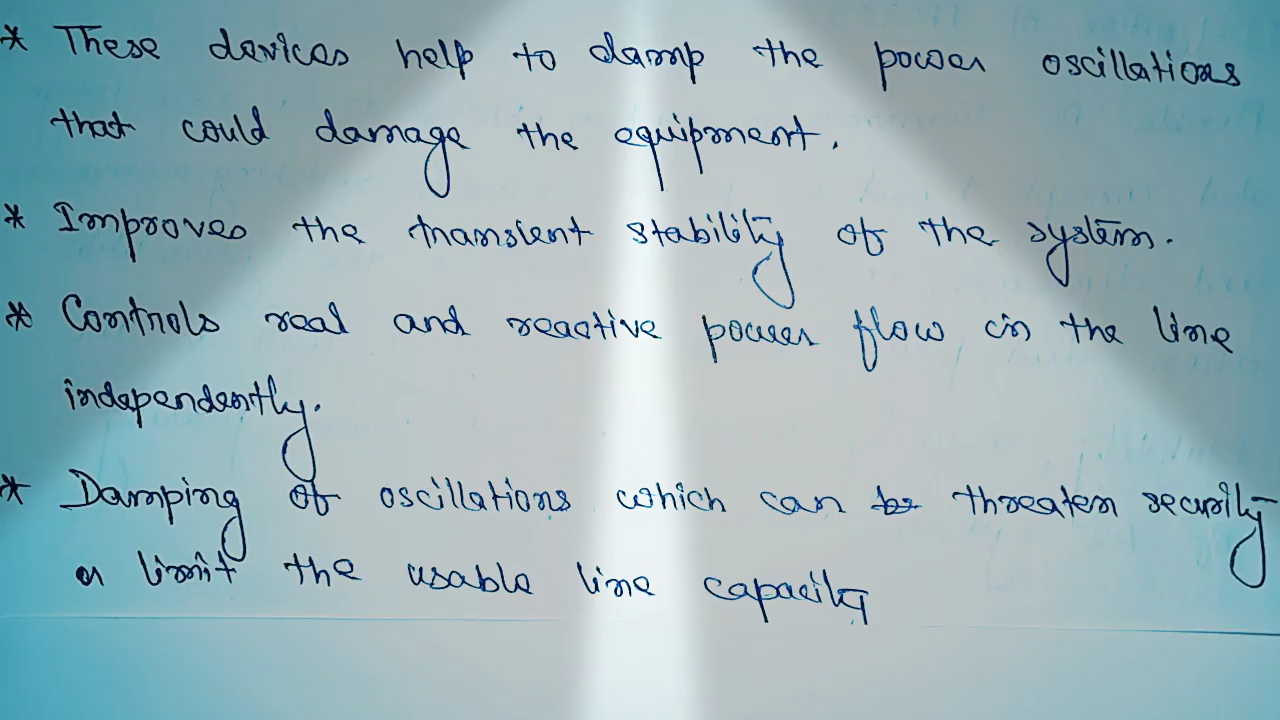 * These devices help to damp the power oscillations
that could damage the equipment.
* Improves the transient stability of the system.
* Controls real and reactive power flow in the line
independently.
* Damping of oscillations which can threaten security
or limit the usable line capacity